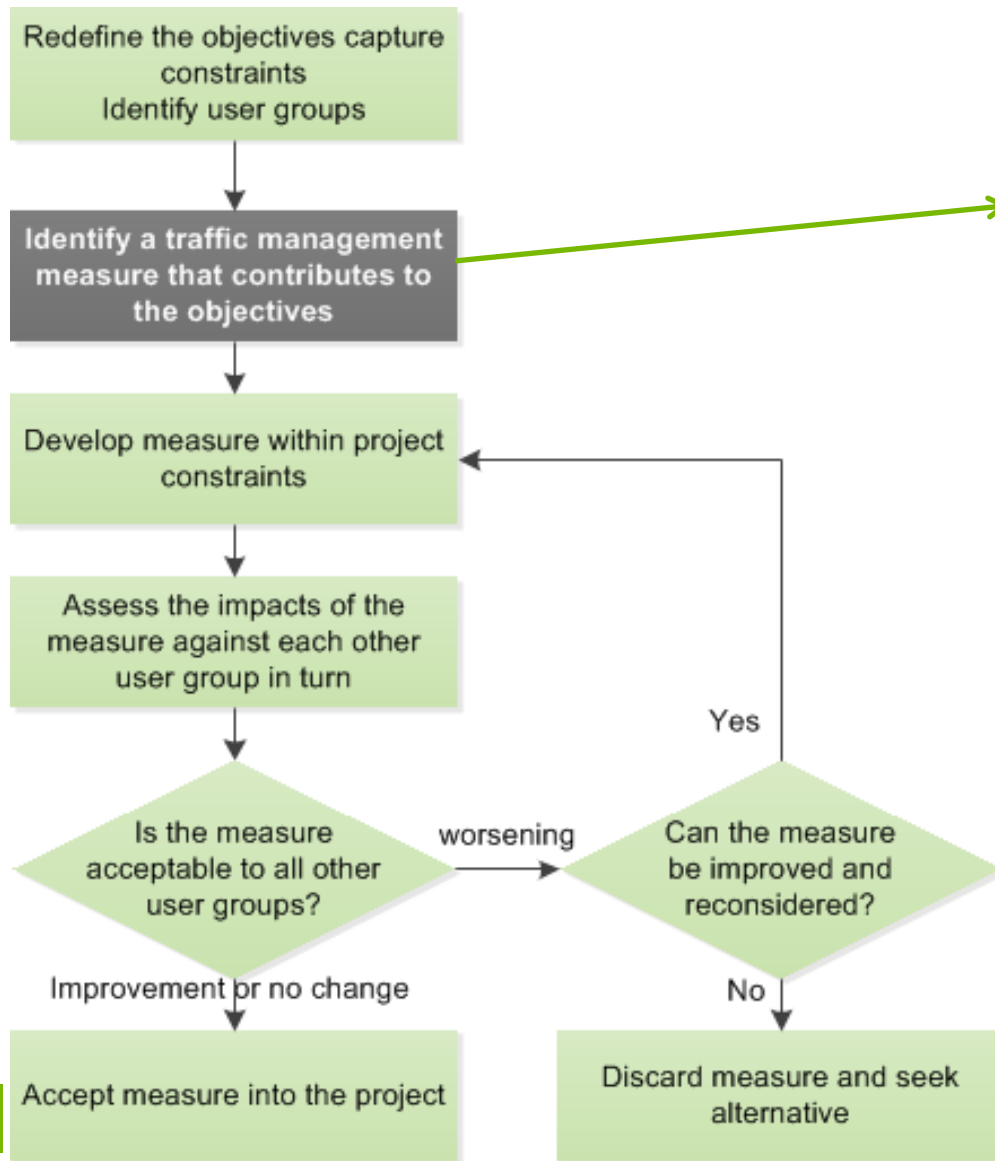 Redefine the objectives capture
constraints
Identify user groups
Identify a traffic management
measure that contributes to
the objectives
Develop measure within project
constraints
Assess the impacts of the
measure against each other
user group in turn
Yes
Is the measure
acceptable to all other
user groups?
worsening
Can the measure
be improved and
reconsidered?
Improvement or no change
No
Accept measure into the project
Discard measure and seek
alternative